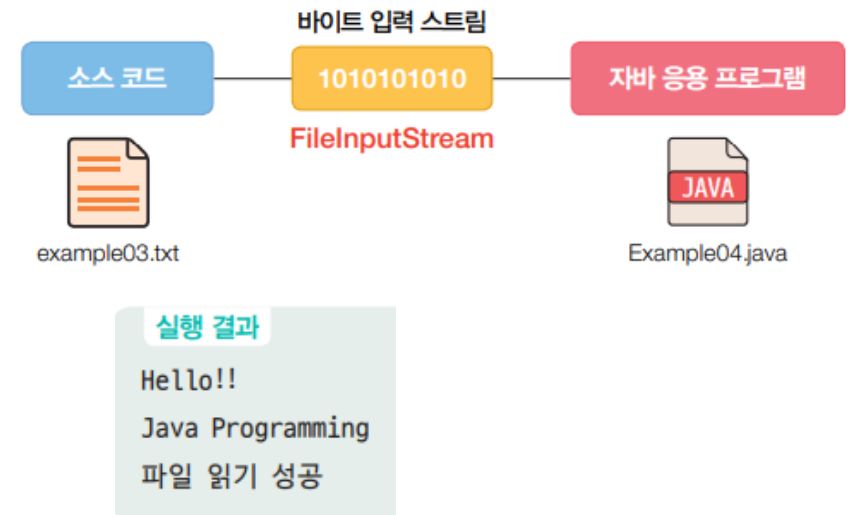 바이트 입력 스트림
소스 코드
1010101010
자바 응용 프로그램
FileInputStream
JAVA
example03.txt
Example04.java
실행 결과
Hello!!
Java Programming
파일 읽기 성공